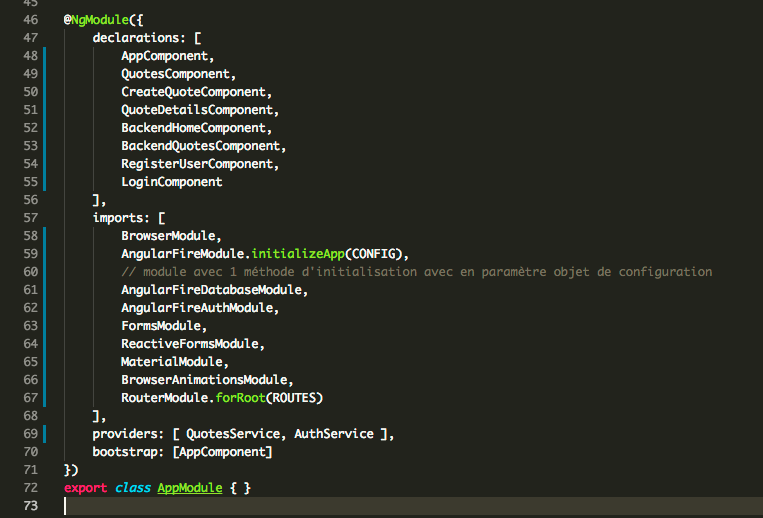 45
46 @NgModule({
47 declarations: [
48 AppComponent,
49 QuotesComponent,
50 CreateQuoteComponent,
51 QuoteDetailsComponent,
52 BackendHomeComponent,
53 BackendQuotesComponent,
54 RegisterUserComponent,
55 LoginComponent
56 ],
57 imports: [
58 BrowserModule,
59 AngularFireModule.initializeApp(CONFIG),
60 // module avec 1 méthode d'initialisation avec en paramètre objet de configuration
61 AngularFireDatabaseModule,
62 AngularFireAuthModule,
63 FormsModule,
64 ReactiveFormsModule,
65 MaterialModule,
66 BrowserAnimationsModule,
67 RouterModule.forRoot(ROUTES)
68 ],
69 providers: [ QuotesService, AuthService ],
70 bootstrap: [AppComponent]
71 })
72 export class AppModule { }
73